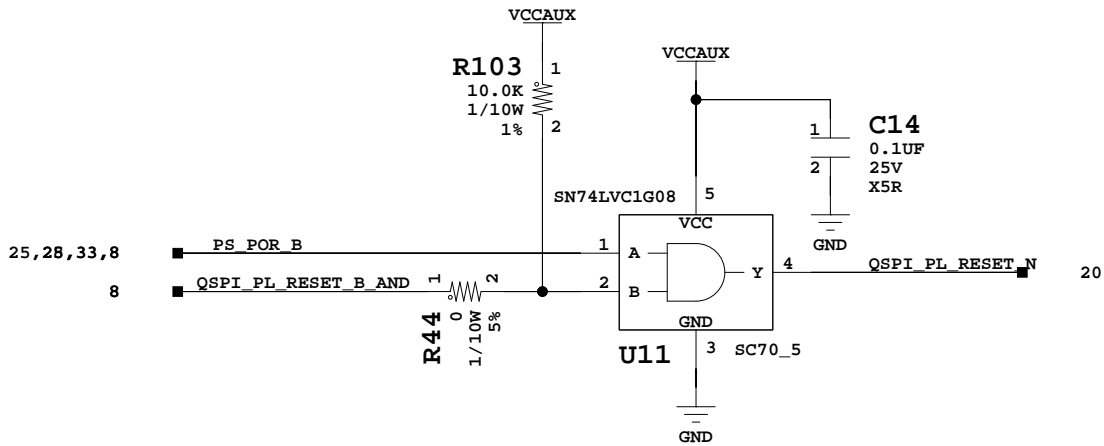 VCCAUX
VCCAUX
R103
1
10.0K
1/10W
1%
2
1
2
C14
0.1UF
25V
X5R
SN74LVC1G08
5
VCC
GND
25,28,33,8
PS_POR_B
1
A
8
QSPI_PL_RESET_B_AND
1
2
2
B
Y
4
QSPI_PL_RESET_N
20
R44
0
1/10W
5%
GND
U11
3
SC70_5
GND